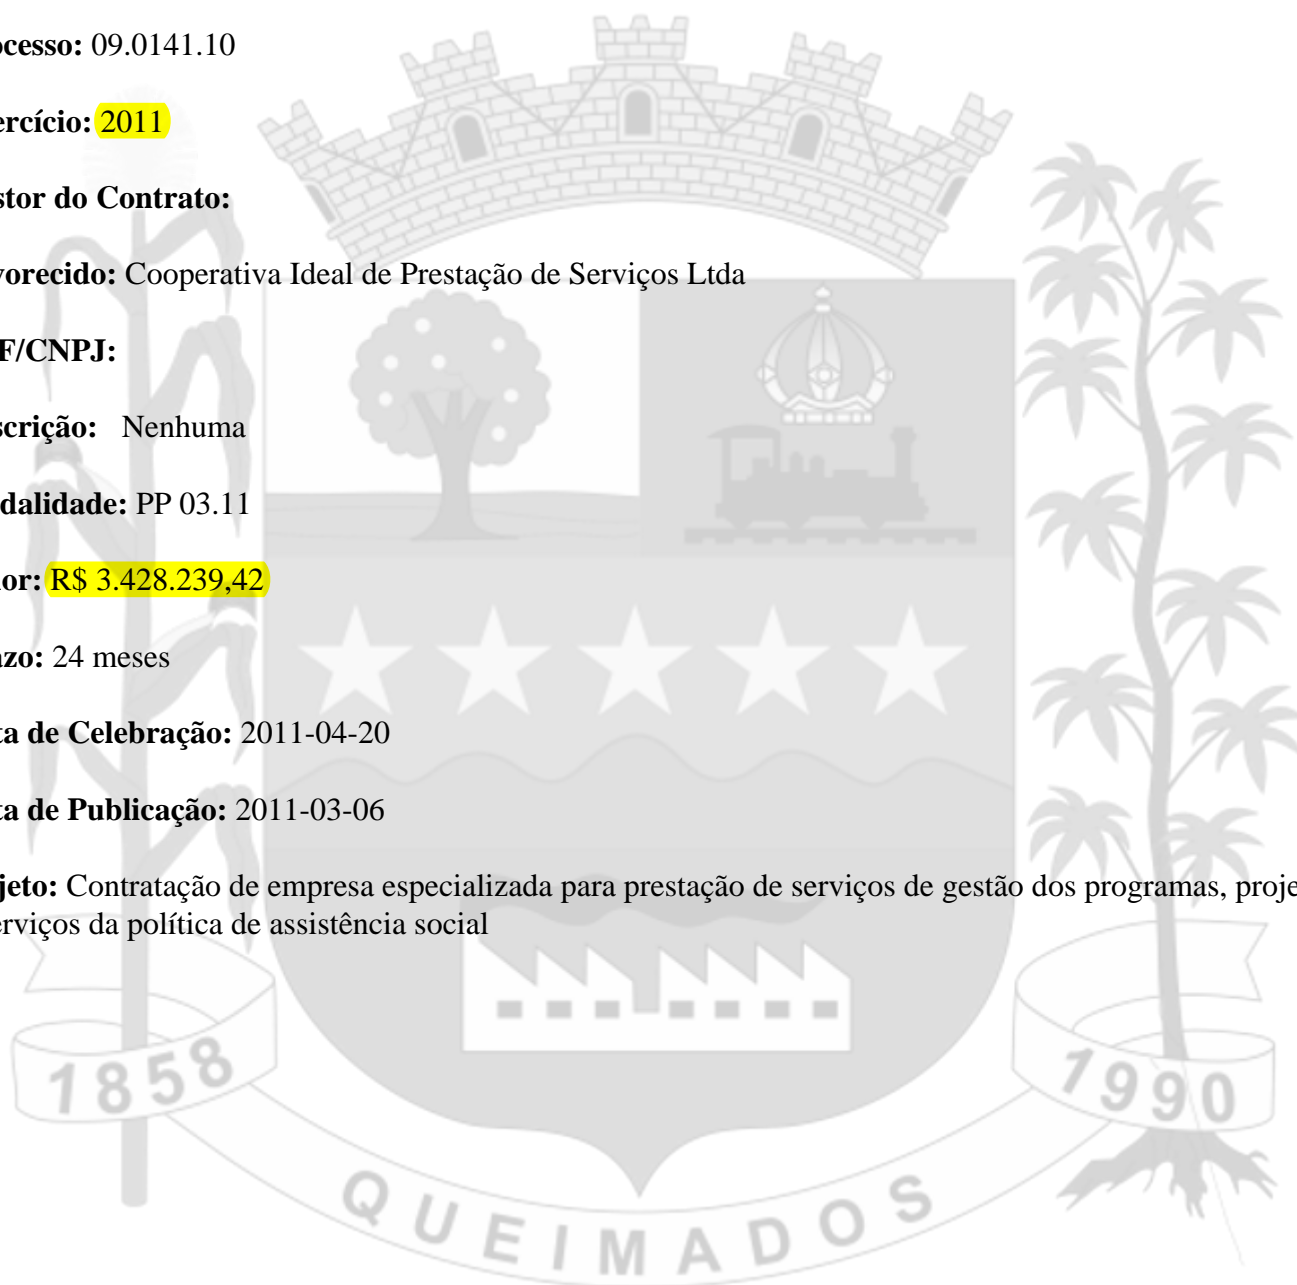 ocesso: 09.0141.10
ercício: 2011
stor do Contrato:
vorecido: Cooperativa Ideal de Prestação de Serviços Ltda
F/CNPJ:
scrição: Nenhuma
dalidade: PP 03.11
lor: R$ 3.428.239,42
azo: 24 meses
ta de Celebração: 2011-04-20
ta de Publicação: 2011-03-06
jeto: Contratação de empresa especializada para prestação de serviços de gestão dos programas, proje
erviços da política de assistência social
1858
1990
QUEIMADOS